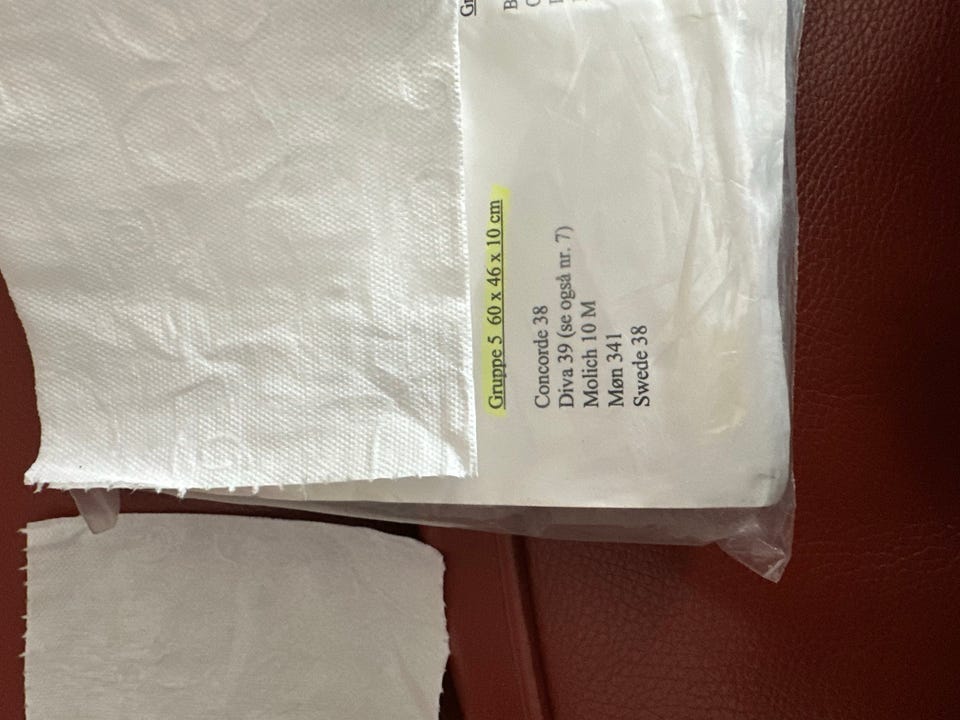 Gruppe 5 60 x 46 x 10 cm
Concorde 38
Diva 39 (se også nr. 7)
Molich 10 M
Møn 341
Swede 38